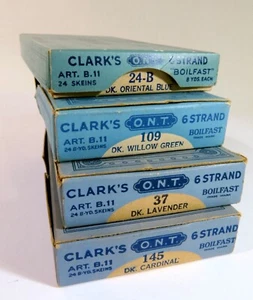 CLARK'S O.N.T. 6 STRAND
ART. B.11 24-B BOILFAST
24 SKEINS DK. ORIENTAL BLUE 8 YDS. EACH
CLARK'S O.N.T. 6 STRAND
ART. B.11 109 BOILFAST
24 8-YD. SKEINS DK. WILLOW GREEN
CLARK'S O.N.T. 6 STRAND
ART. B.11 37 BOILFAST
24 8-YD. SKEINS DK. LAVENDER
CLARK'S O.N.T. 6 STRAND
ART. B.11 145 BOILFAST
24 8-YD. SKEINS DK. CARDINAL